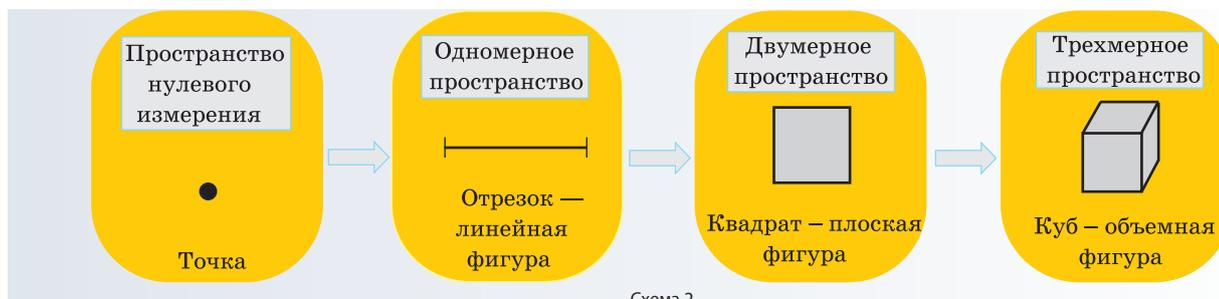 Пространство
нулевого
измерения
Точка
Одномерное
пространство
Отрезок —
линейная
фигура
Двумерное
пространство
Квадрат – плоская
фигура
Трехмерное
пространство
Куб – объемная
фигура
Схема 2